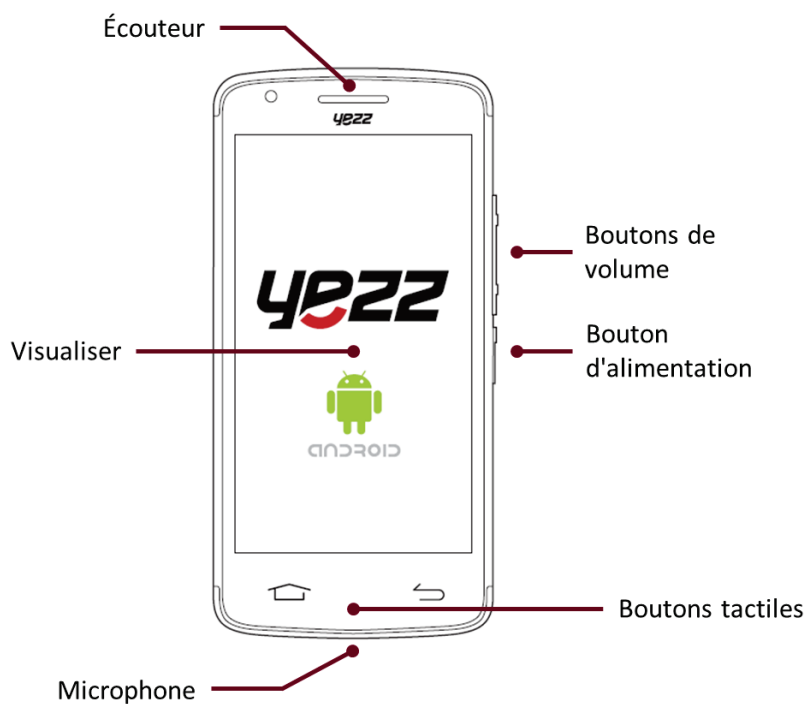 Écouteur
yezz
Boutons de
volume
yezz
Bouton
d'alimentation
Visualiser
android
Boutons tactiles
Microphone